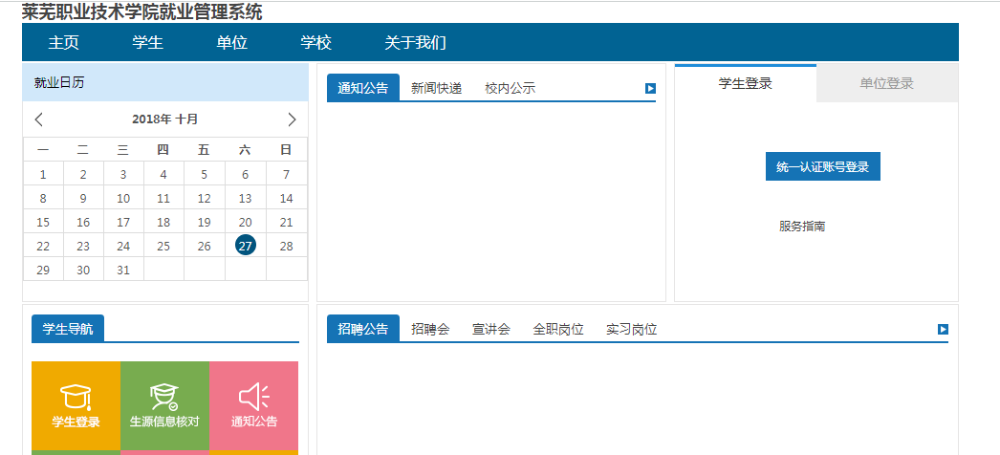 莱芜职业技术学院就业管理系统
主页 学生 单位 学校 关于我们
就业日历
2018年 十月
一 二 三 四 五 六 日
1 2 3 4 5 6 7
8 9 10 11 12 13 14
15 16 17 18 19 20 21
22 23 24 25 26 27 28
29 30 31
通知公告 新闻快递 校内公示
学生登录 单位登录
统一认证账号登录
服务指南
学生导航
学生登录 生源信息核对 通知公告
招聘公告 招聘会 宣讲会 全职岗位 实习岗位